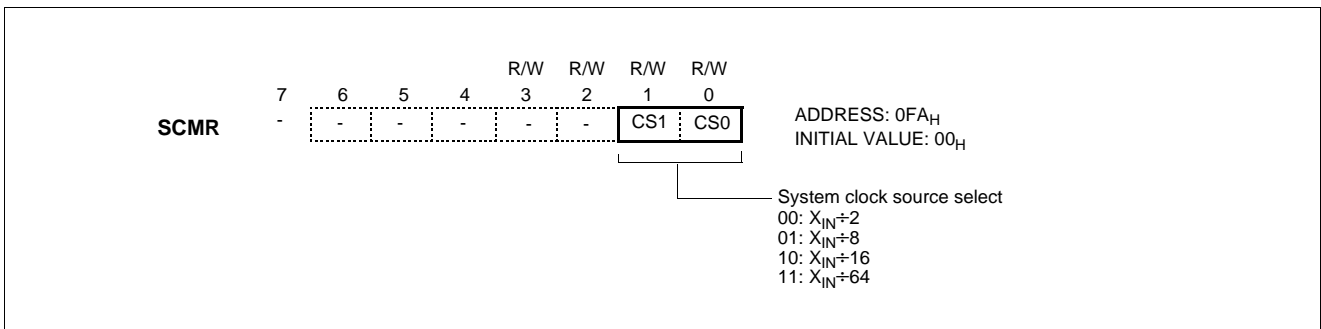 R/W R/W R/W R/W
7 6 5 4 3 2 1 0
SCMR - - - - - - CS1 CS0 ADDRESS: 0FAH
INITIAL VALUE: 00H
System clock source select
00: XIN÷2
01: XIN÷8
10: XIN÷16
11: XIN÷64